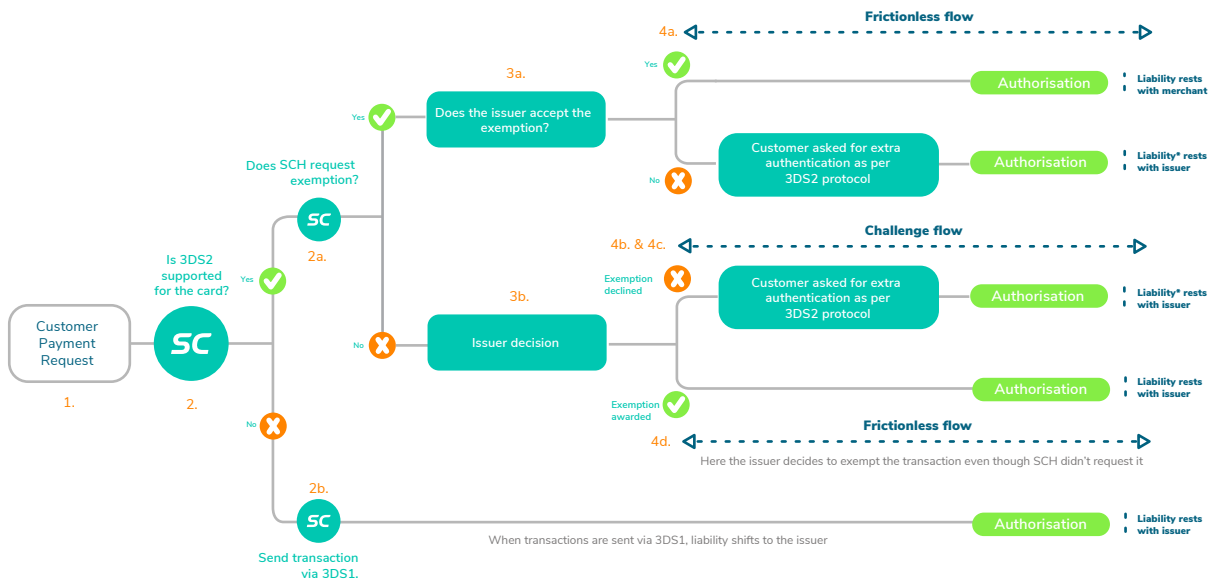 Frictionless flow
4a.
Yes
3a.
Authorisation
Liability rests
with merchant
Does the issuer accept the
exemption?
Yes
Customer asked for extra
authentication as per
3DS2 protocol
Authorisation
Liability* rests
with issuer
No
Does SCH request
exemption?
SC
2a.
Challenge flow
4b. & 4c.
Is 3DS2
supported
for the card?
Yes
Exemption
declined
Customer asked for extra
authentication as per
3DS2 protocol
Authorisation
Liability* rests
with issuer
3b.
Customer
Payment
Request
SC
No
Issuer decision
1.
2.
Authorisation
Liability rests
with issuer
Exemption
awarded
No
Frictionless flow
4d.
Here the issuer decides to exempt the transaction even though SCH didn't request it
2b.
SC
Authorisation
Liability rests
with issuer
When transactions are sent via 3DS1, liability shifts to the issuer
Send transaction
via 3DS1.